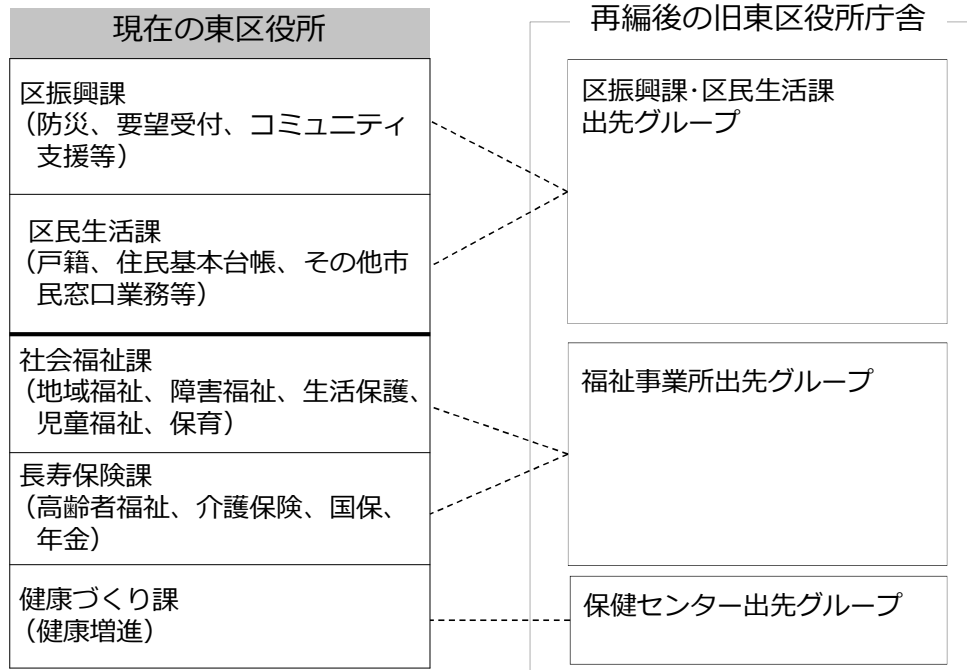 現在の東区役所
区振興課
（防災、要望受付、コミュニティ
支援等）
区民生活課
（戸籍、住民基本台帳、その他市
民窓口業務等）
社会福祉課
（地域福祉、障害福祉、生活保護、
児童福祉、保育）
長寿保険課
（高齢者福祉、介護保険、国保、
年金）
健康づくり課
（健康増進）
再編後の旧東区役所庁舎
区振興課･区民生活課
出先グループ
福祉事業所出先グループ
保健センター出先グループ